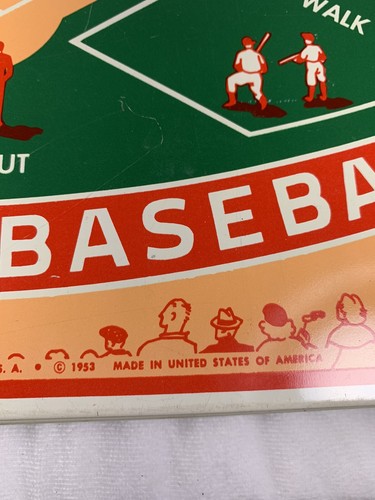 WALK
UT
BASEBA
S. A. • © 1953 MADE IN UNITED STATES OF AMERICA